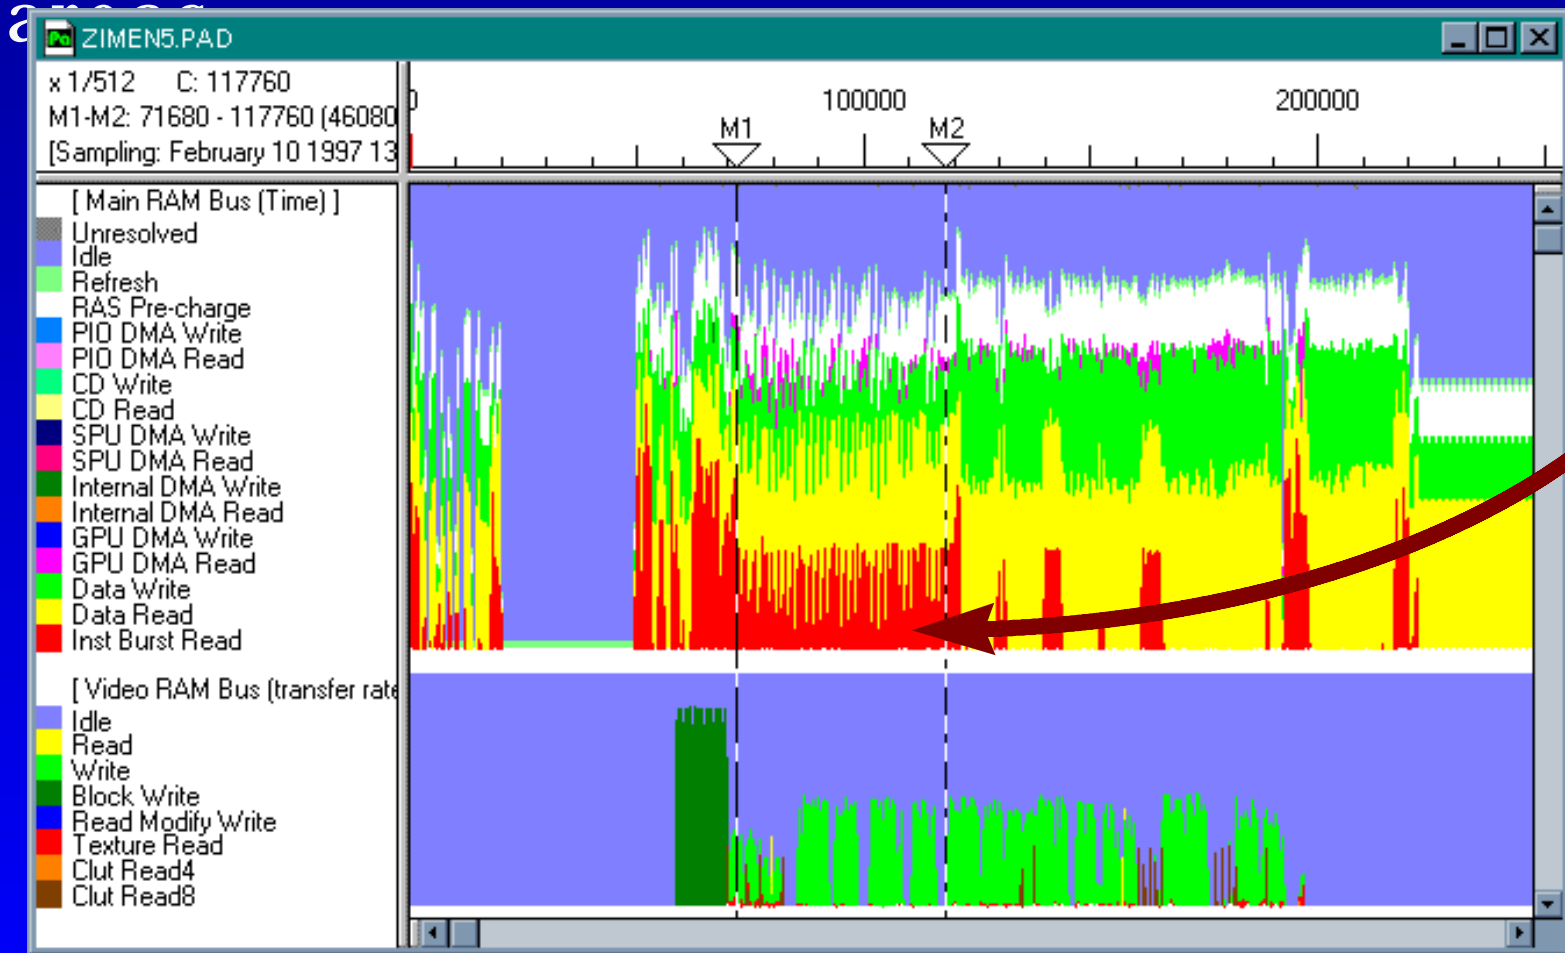 ZIMEN5.PAD
x 1/512 C: 117760
M1-M2: 71680 - 117760 (46080
[Sampling: February 10 1997 13
0 100000 200000
M1 M2
[ Main RAM Bus (Time) ]
Unresolved
Idle
Refresh
RAS Pre-charge
PIO DMA Write
PIO DMA Read
CD Write
CD Read
SPU DMA Write
SPU DMA Read
Internal DMA Write
Internal DMA Read
GPU DMA Write
GPU DMA Read
Data Write
Data Read
Inst Burst Read
[ Video RAM Bus (transfer rate
Idle
Read
Write
Block Write
Read Modify Write
Texture Read
Clut Read4
Clut Read8